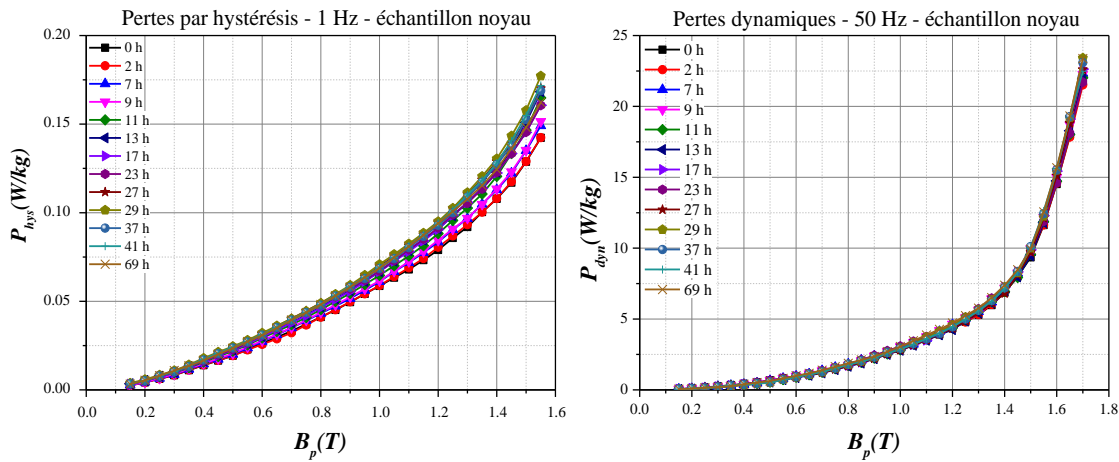 Pertes par hystérésis - 1 Hz - échantillon noyau
0.20
0.15
0.10
0.05
0.00
P_hys(W/kg)
0 h
2 h
7 h
9 h
11 h
13 h
17 h
23 h
27 h
29 h
37 h
41 h
69 h
0.0 0.2 0.4 0.6 0.8 1.0 1.2 1.4 1.6
B_p(T)
Pertes dynamiques - 50 Hz - échantillon noyau
25
20
15
10
5
0
P_dyn(W/kg)
0 h
2 h
7 h
9 h
11 h
13 h
17 h
23 h
27 h
29 h
37 h
41 h
69 h
0.0 0.2 0.4 0.6 0.8 1.0 1.2 1.4 1.6 1.8
B_p(T)